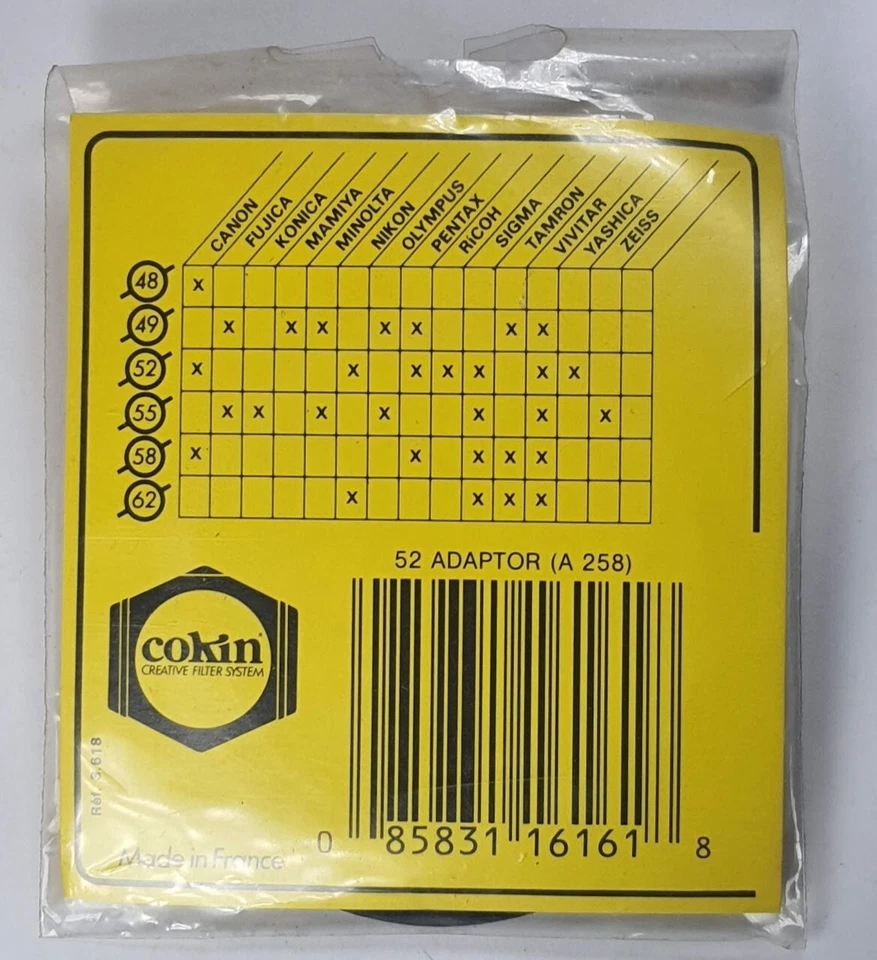 CANON
FUJICA
KONICA
MAMIYA
MINOLTA
NIKON
OLYMPUS
PENTAX
RICOH
SIGMA
TAMRON
VIVITAR
YASHICA
ZEISS
48 x
49 x x x x x x x
52 x x x x x x x
55 x x x x x x x
58 x x x x x
62 x x x x
52 ADAPTOR (A 258)
cokin
CREATIVE FILTER SYSTEM
Réf. 3.618
Made in France
0 85831 16161 8